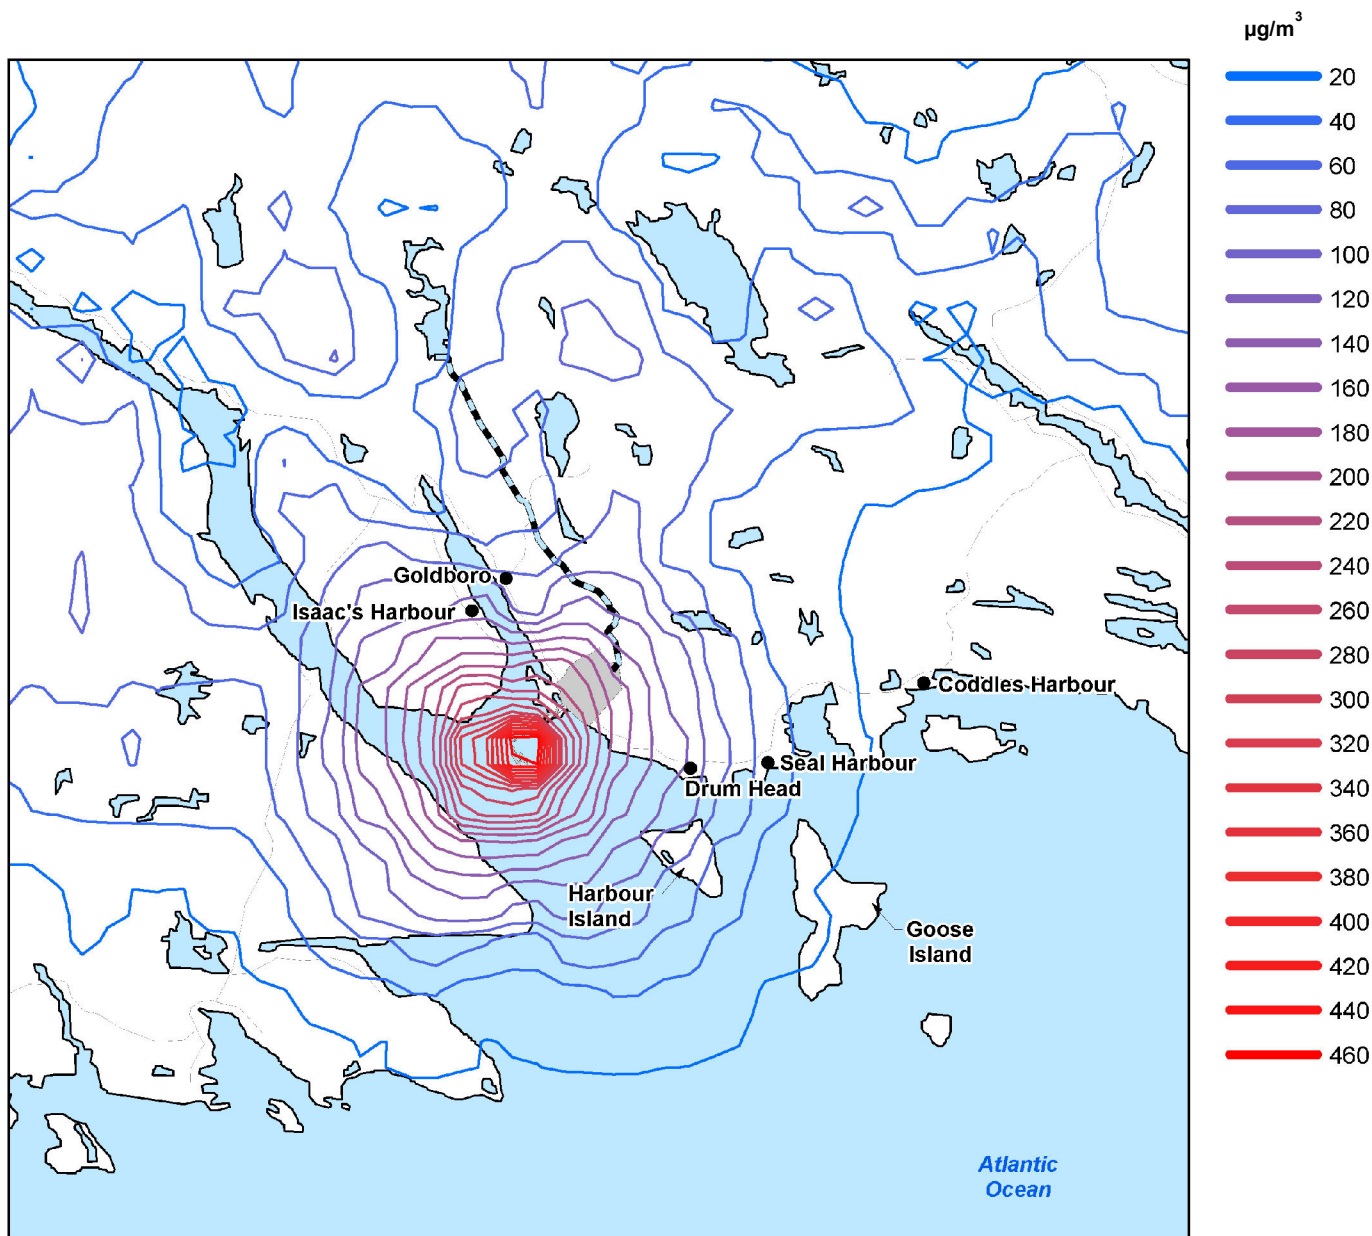 µg/m³
20
40
60
80
100
120
140
160
180
200
220
240
260
280
300
320
340
360
380
400
420
440
460
Goldboro
Isaac's Harbour
Coddles Harbour
Seal Harbour
Drum Head
Harbour
Island
Goose
Island
Atlantic
Ocean